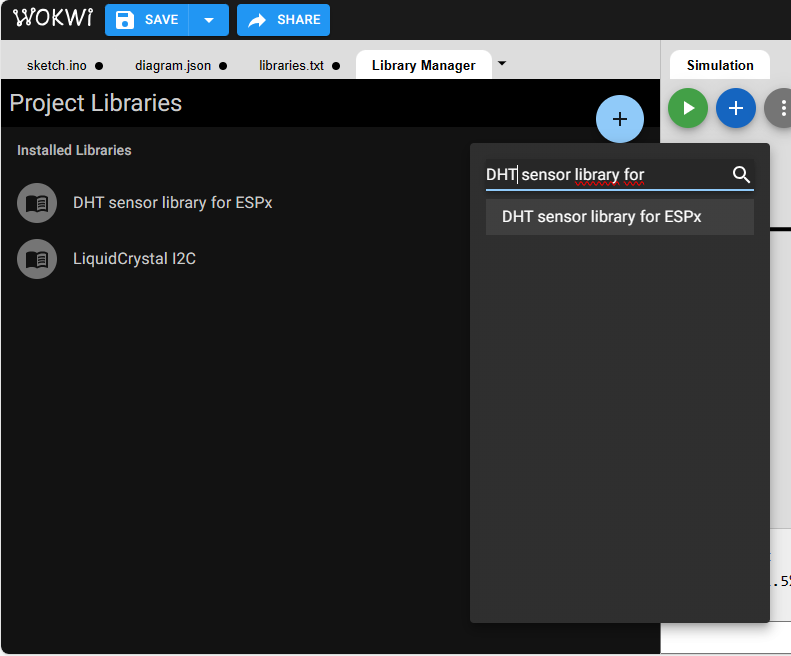 WOKWI SAVE SHARE
sketch.ino diagram.json libraries.txt Library Manager Simulation
Project Libraries
Installed Libraries
DHT sensor library for
DHT sensor library for ESPx
DHT sensor library for ESPx
LiquidCrystal I2C